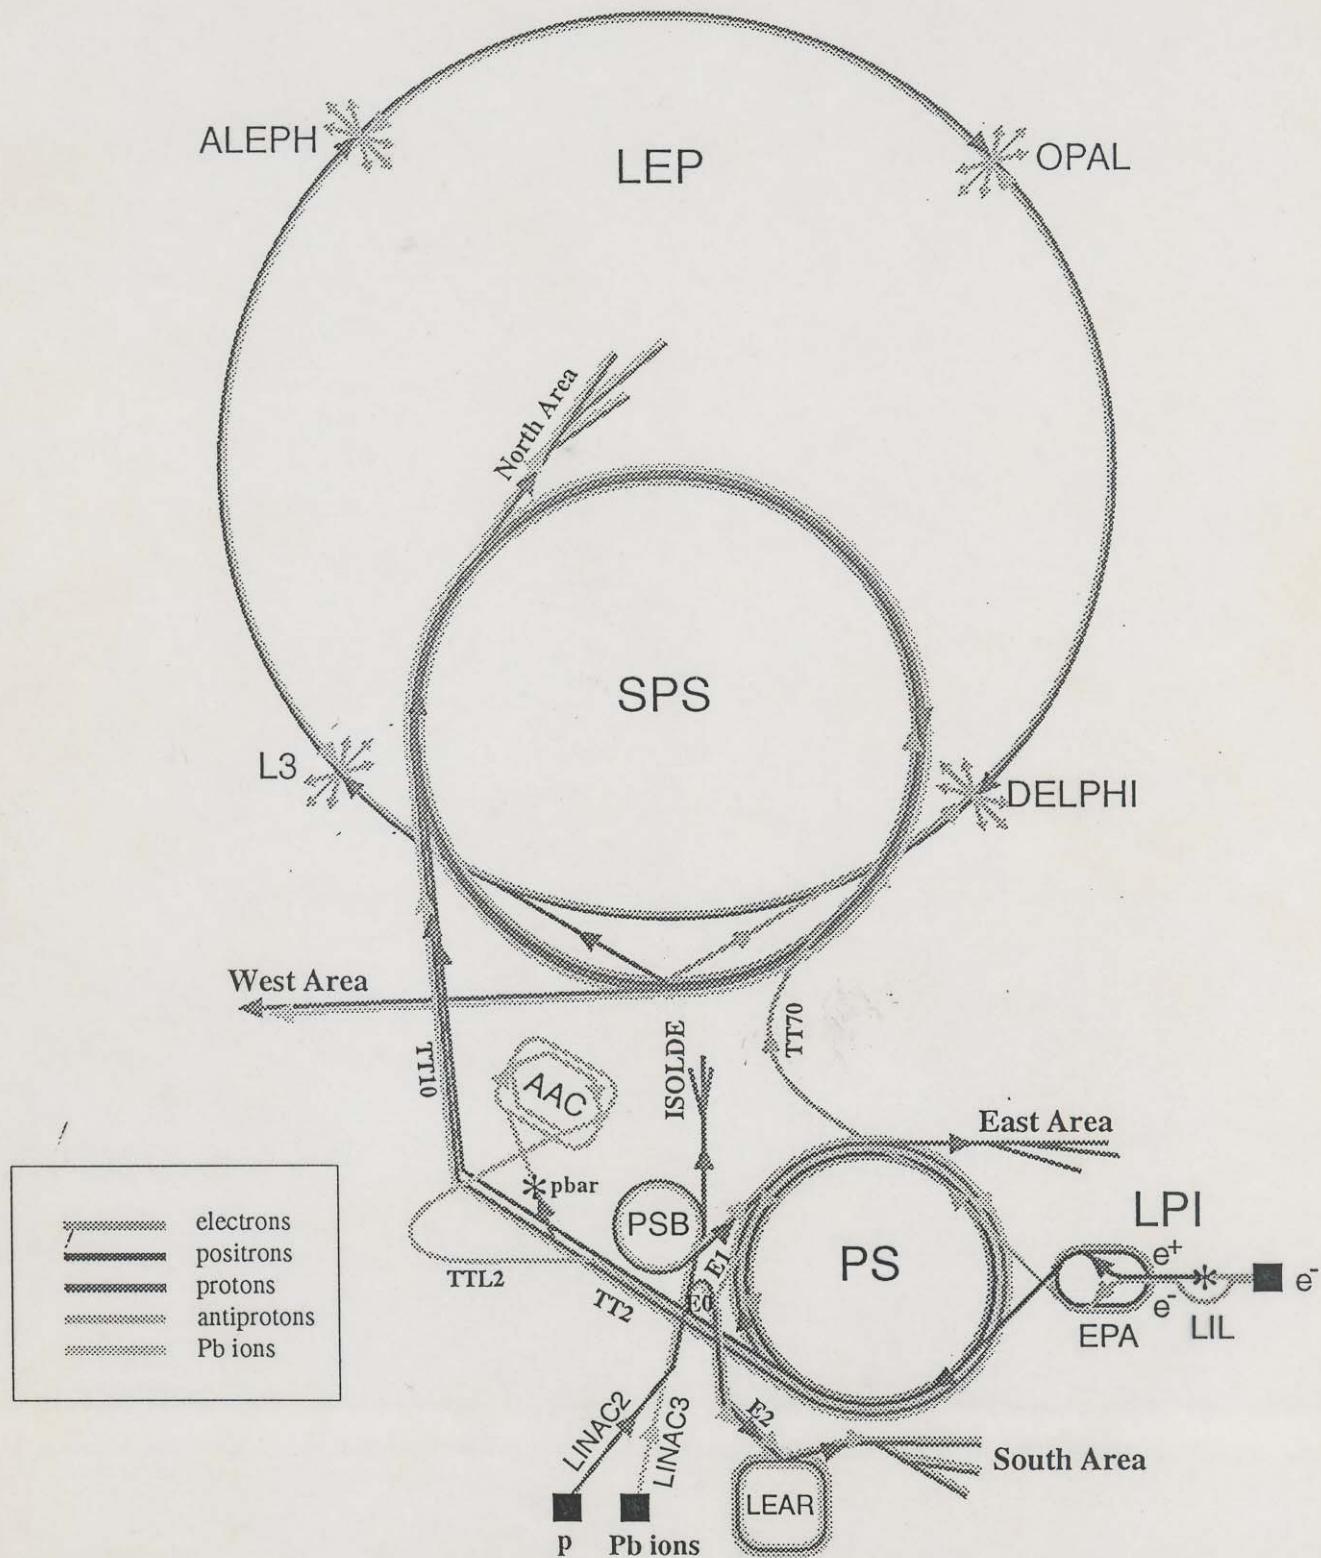 ALEPH
LEP
OPAL
North Area
SPS
L3
DELPHI
West Area
TT10
AAC
ISOLDE
TT70
East Area
*pbar
PSB
E1
PS
LPI
e+
e-
e-
EPA
LIL
TTL2
TT2
E0
electrons
positrons
protons
antiprotons
Pb ions
LINAC2
LINAC3
E2
South Area
LEAR
p
Pb ions